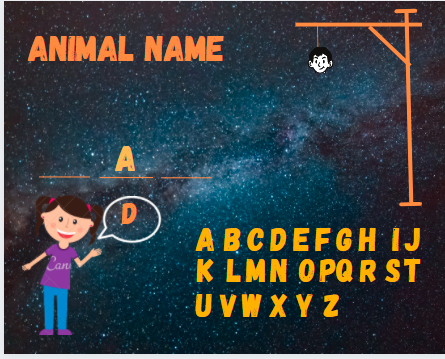 ANIMAL NAME
A
D
Can
A B C D E F G H I J
K L M N O P Q R S T
U V W X Y Z